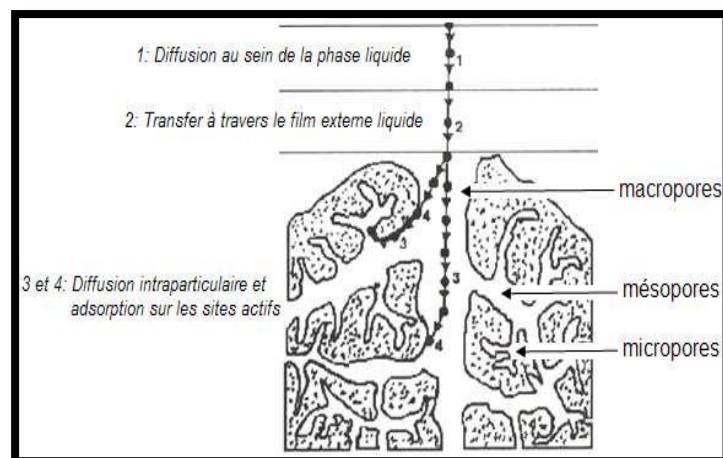 1: Diffusion au sein de la phase liquide
1
2: Transfer à travers le film externe liquide
2
macropores
4
3
3 et 4: Diffusion intraparticulaire et
adsorption sur les sites actifs
3
mésopores
4
micropores